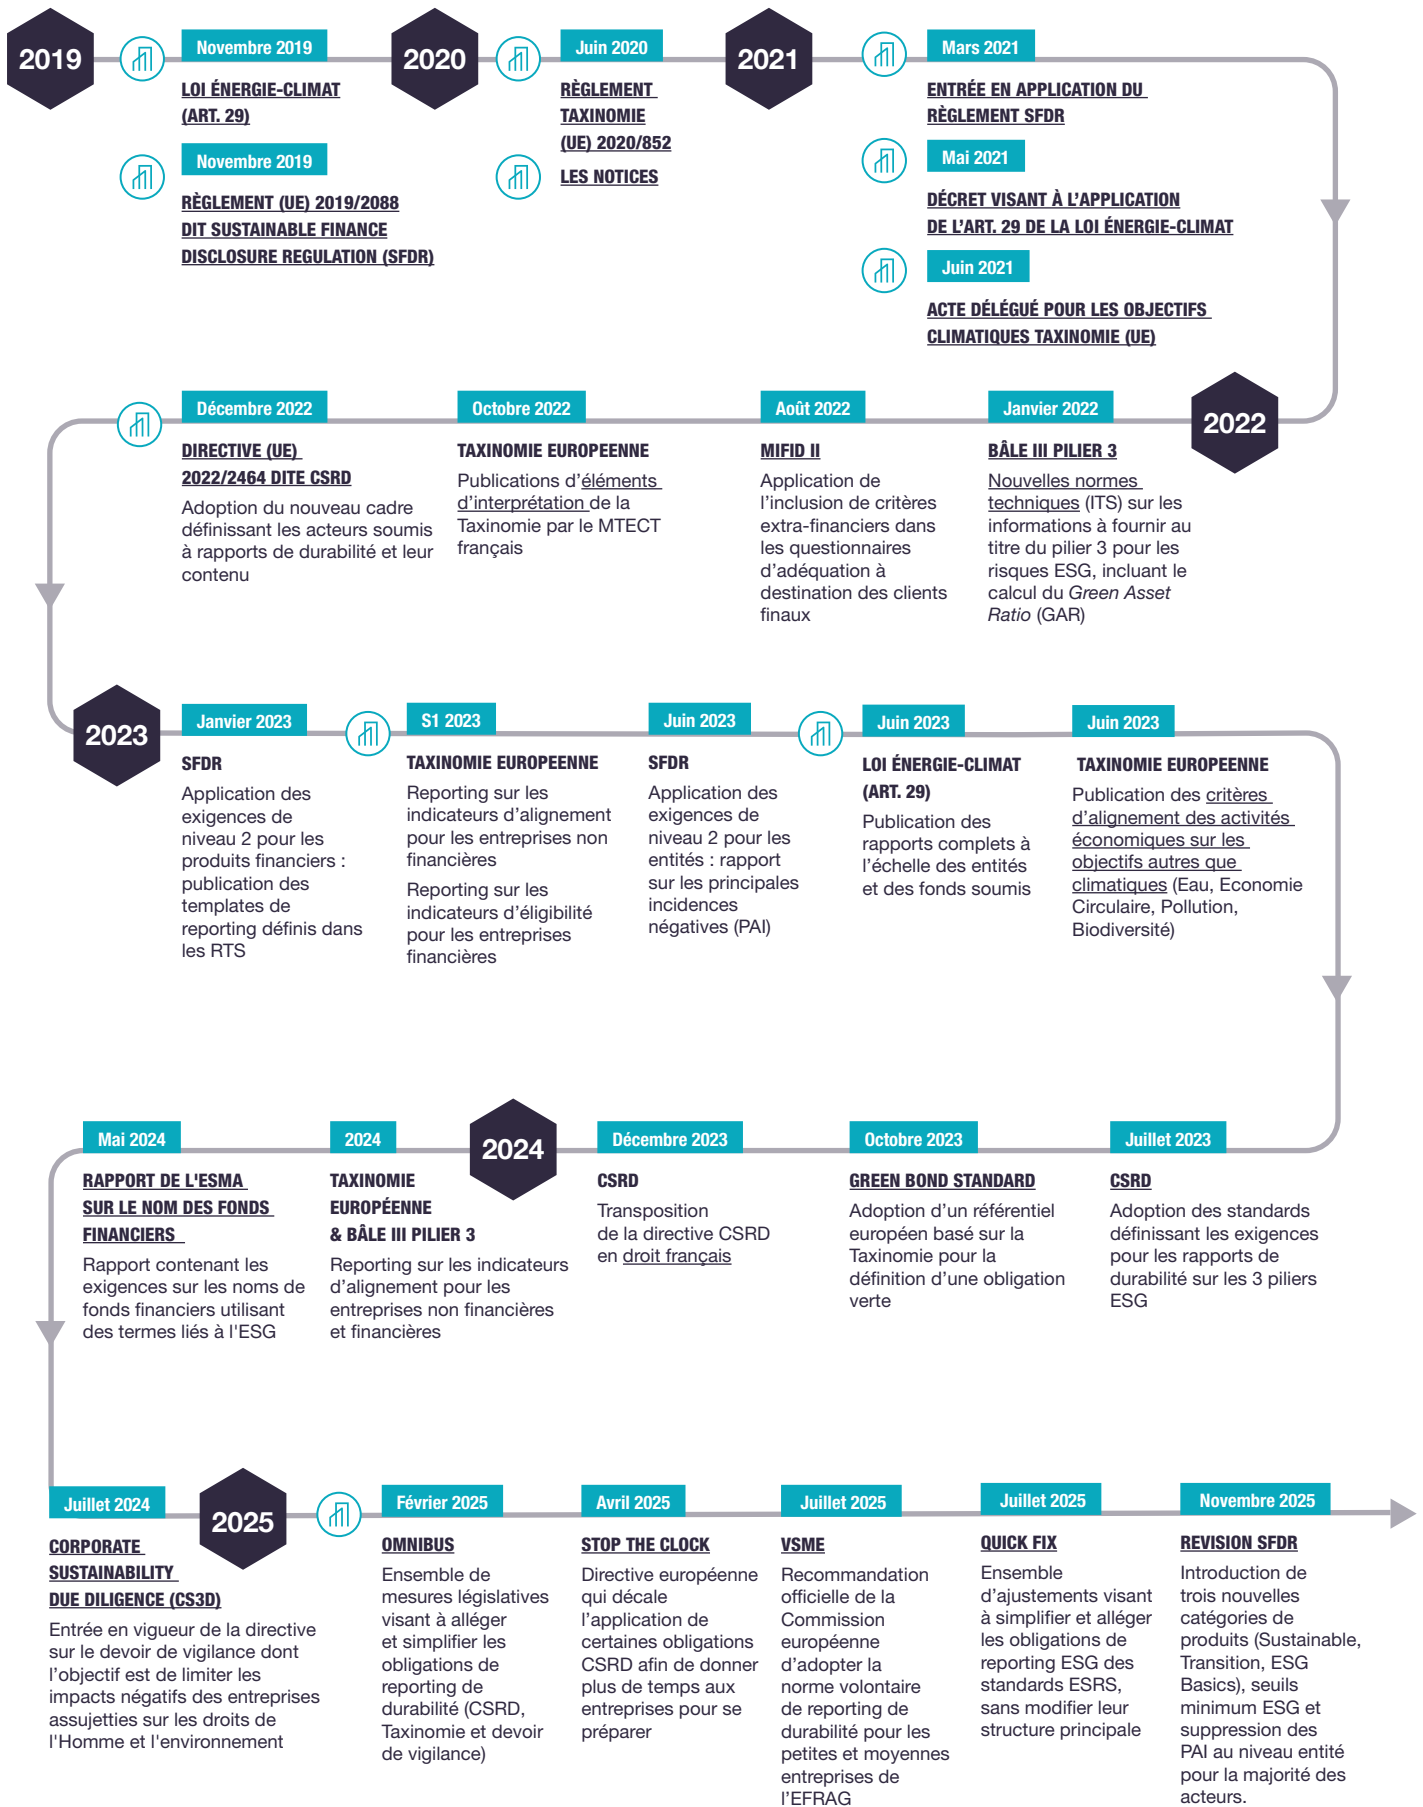 2019
Novembre 2019
LOI ÉNERGIE-CLIMAT
(ART. 29)
Novembre 2019
RÈGLEMENT (UE) 2019/2088
DIT SUSTAINABLE FINANCE
DISCLOSURE REGULATION (SFDR)
2020
Juin 2020
RÈGLEMENT
TAXINOMIE
(UE) 2020/852
LES NOTICES
2021
Mars 2021
ENTRÉE EN APPLICATION DU
RÈGLEMENT SFDR
Mai 2021
DÉCRET VISANT À L’APPLICATION
DE L’ART. 29 DE LA LOI ÉNERGIE-CLIMAT
Juin 2021
ACTE DÉLÉGUÉ POUR LES OBJECTIFS
CLIMATIQUES TAXINOMIE (UE)
2022
Janvier 2022
BÂLE III PILIER 3
Nouvelles normes
techniques (ITS) sur les
informations à fournir au
titre du pilier 3 pour les
risques ESG, incluant le
calcul du Green Asset
Ratio (GAR)
Août 2022
MIFID II
Application de
l’inclusion de critères
extra-financiers dans
les questionnaires
d’adéquation à
destination des clients
finaux
Octobre 2022
TAXINOMIE EUROPEENNE
Publications d’éléments
d’interprétation de la
Taxinomie par le MTECT
français
Décembre 2022
DIRECTIVE (UE)
2022/2464 DITE CSRD
Adoption du nouveau cadre
définissant les acteurs soumis
à rapports de durabilité et leur
contenu
2023
Janvier 2023
SFDR
Application des
exigences de
niveau 2 pour les
produits financiers :
publication des
templates de
reporting définis dans
les RTS
S1 2023
TAXINOMIE EUROPEENNE
Reporting sur les
indicateurs d’alignement
pour les entreprises non
financières
Reporting sur les
indicateurs d’éligibilité
pour les entreprises
financières
Juin 2023
SFDR
Application des
exigences de
niveau 2 pour les
entités : rapport
sur les principales
incidences
négatives (PAI)
Juin 2023
LOI ÉNERGIE-CLIMAT
(ART. 29)
Publication des
rapports complets à
l’échelle des entités
et des fonds soumis
Juin 2023
TAXINOMIE EUROPEENNE
Publication des critères
d’alignement des activités
économiques sur les
objectifs autres que
climatiques (Eau, Economie
Circulaire, Pollution,
Biodiversité)
Juillet 2023
CSRD
Adoption des standards
définissant les exigences
pour les rapports de
durabilité sur les 3 piliers
ESG
Octobre 2023
GREEN BOND STANDARD
Adoption d’un référentiel
européen basé sur la
Taxinomie pour la
définition d’une obligation
verte
Décembre 2023
CSRD
Transposition
de la directive CSRD
en droit français
2024
2024
TAXINOMIE
EUROPÉENNE
& BÂLE III PILIER 3
Reporting sur les indicateurs
d’alignement pour les
entreprises non financières
et financières
Mai 2024
RAPPORT DE L'ESMA
SUR LE NOM DES FONDS
FINANCIERS
Rapport contenant les
exigences sur les noms de
fonds financiers utilisant
des termes liés à l'ESG
Juillet 2024
CORPORATE
SUSTAINABILITY
DUE DILIGENCE (CS3D)
Entrée en vigueur de la directive
sur le devoir de vigilance dont
l’objectif est de limiter les
impacts négatifs des entreprises
assujetties sur les droits de
l'Homme et l'environnement
2025
Février 2025
OMNIBUS
Ensemble de
mesures législatives
visant à alléger
et simplifier les
obligations de
reporting de
durabilité (CSRD,
Taxinomie et devoir
de vigilance)
Avril 2025
STOP THE CLOCK
Directive européenne
qui décale
l’application de
certaines obligations
CSRD afin de donner
plus de temps aux
entreprises pour se
préparer
Juillet 2025
VSME
Recommandation
officielle de la
Commission
européenne
d’adopter la
norme volontaire
de reporting de
durabilité pour les
petites et moyennes
entreprises de
l’EFRAG
Juillet 2025
QUICK FIX
Ensemble
d’ajustements visant
à simplifier et alléger
les obligations de
reporting ESG des
standards ESRS,
sans modifier leur
structure principale
Novembre 2025
REVISION SFDR
Introduction de
trois nouvelles
catégories de
produits (Sustainable,
Transition, ESG
Basics), seuils
minimum ESG et
suppression des
PAI au niveau entité
pour la majorité des
acteurs.